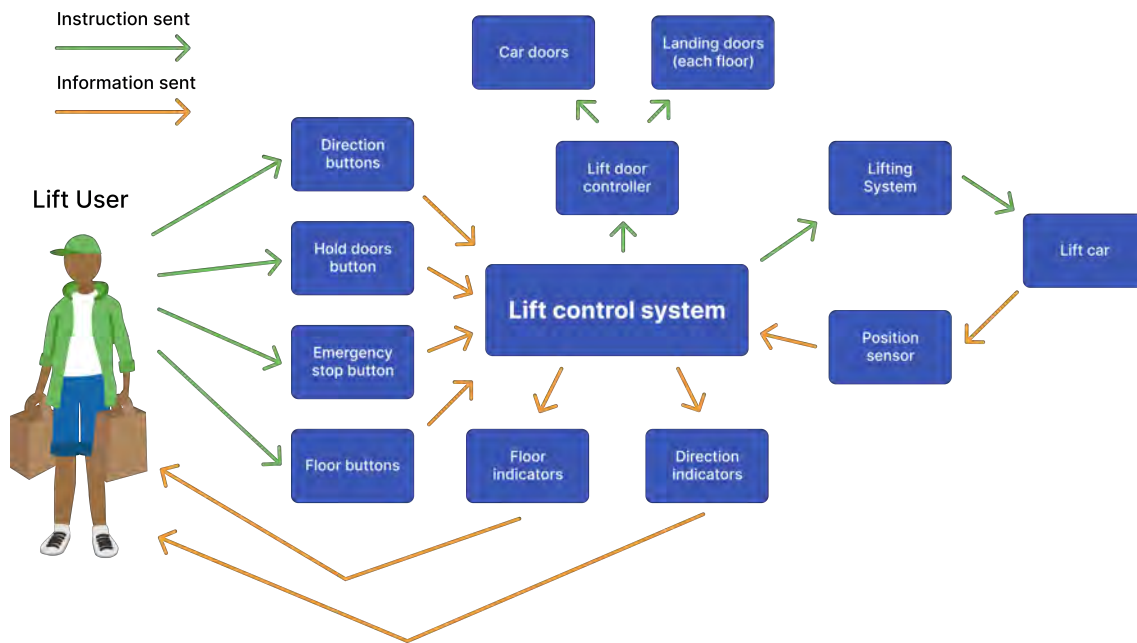 Instruction sent
Information sent
Lift User
Car doors
Landing doors
(each floor)
Direction
buttons
Lift door
controller
Lifting
System
Hold doors
button
Lift car
Lift control system
Emergency
stop button
Position
sensor
Floor buttons
Floor
indicators
Direction
indicators